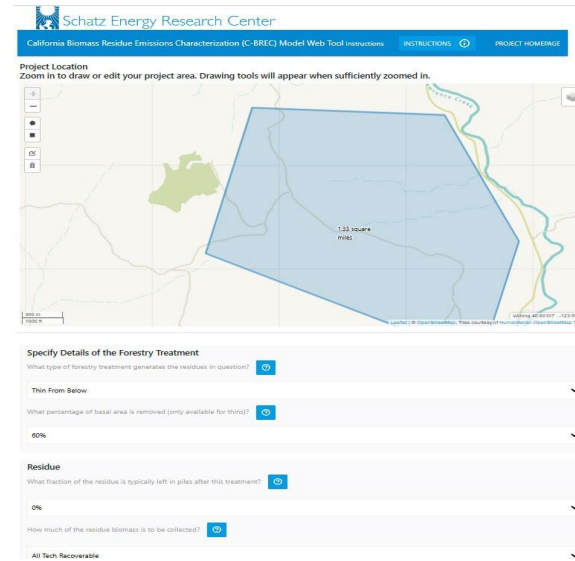 Schatz Energy Research Center
California Biomass Residue Emissions Characterization (C-BREC) Model Web Tool Instructions INSTRUCTIONS PROJECT HOMEPAGE
Project Location
Zoom in to draw or edit your project area. Drawing tools will appear when sufficiently zoomed in.
1.53 square
miles
1000 ft
Leaflet | © OpenStreetMap, Tiles courtesy of Humanitarian OpenStreetMap
Specify Details of the Forestry Treatment
What type of forestry treatment generates the residues in question?
Thin From Below
What percentage of basal area is removed (only available for thins)?
60%
Residue
What fraction of the residue is typically left in piles after this treatment?
0%
How much of the residue biomass is to be collected?
All Tech Recoverable